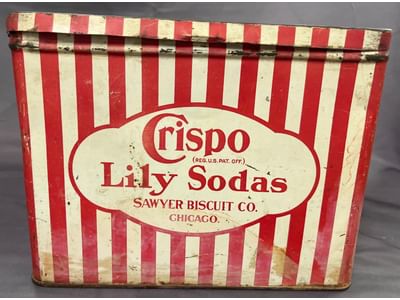 Crispo
(REG. U.S. PAT. OFF.)
Lily Sodas
SAWYER BISCUIT CO.
CHICAGO.